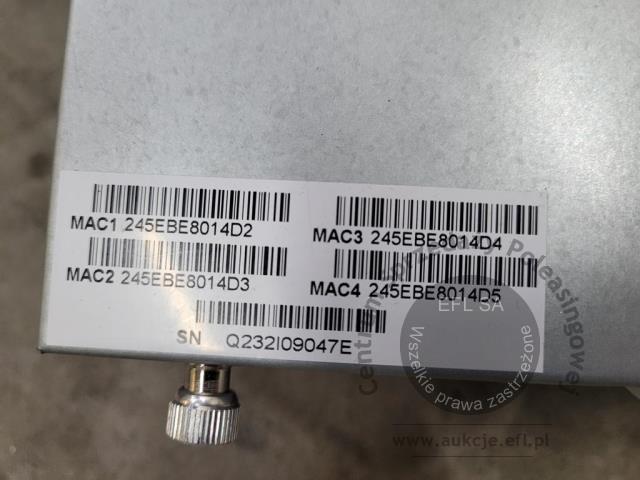 MAC1 245EBE8014D2
MAC3 245EBE8014D4
MAC2 245EBE8014D3
MAC4 245EBE8014D5
SN Q232I09047E
Centrum Sprzedaży Poleasingowej
EFL SA
Wszelkie prawa zastrzeżone
www.aukcje.efl.pl